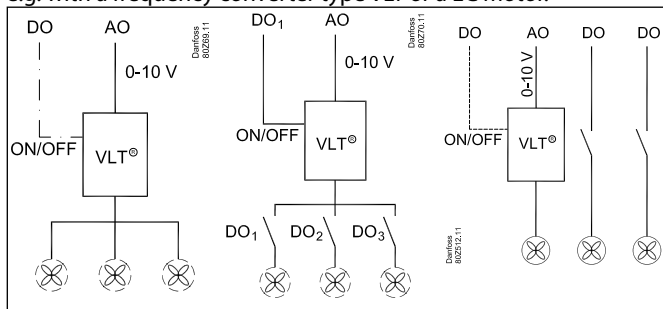 e.g. with a frequency converter type VLT or a EC motor.
DO
AO
Danfoss
80Z69.11
0-10 V
ON/OFF
VLT®
DO1
AO
Danfoss
80Z70.11
0-10 V
ON/OFF
VLT®
DO1
DO2
DO3
DO
AO
DO
DO
0-10 V
ON/OFF
VLT®
Danfoss
80Z512.11